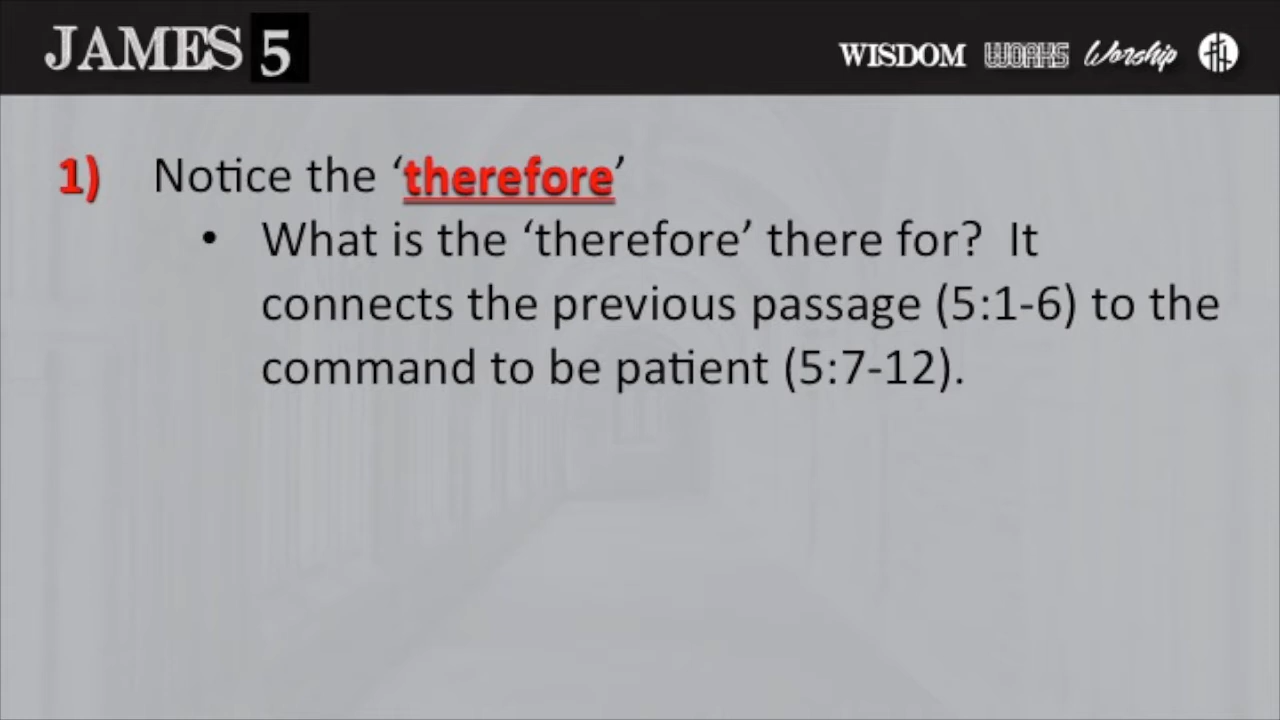 JAMES 5
WISDOM WORKS Worship
1) Notice the ‘therefore’
• What is the ‘therefore’ there for?  It
connects the previous passage (5:1-6) to the
command to be patient (5:7-12).